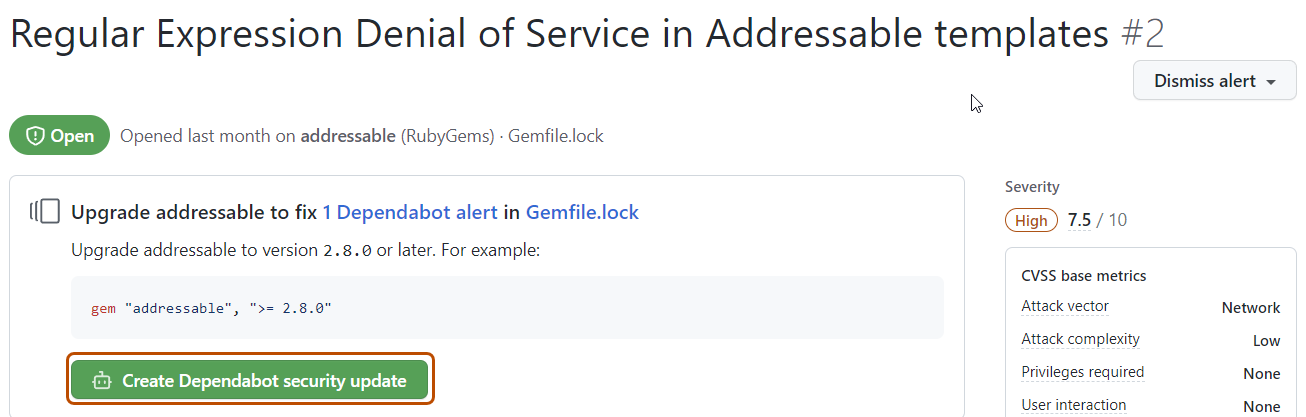 Regular Expression Denial of Service in Addressable templates #2
Dismiss alert
Open Opened last month on addressable (RubyGems) · Gemfile.lock
Upgrade addressable to fix 1 Dependabot alert in Gemfile.lock
Upgrade addressable to version 2.8.0 or later. For example:
gem "addressable", ">= 2.8.0"
Create Dependabot security update
Severity
High 7.5 / 10
CVSS base metrics
Attack vector Network
Attack complexity Low
Privileges required None
User interaction None